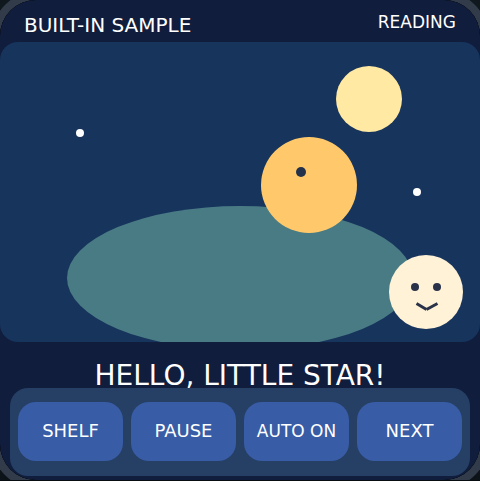 BUILT-IN SAMPLE
READING
HELLO, LITTLE STAR!
SHELF
PAUSE
AUTO ON
NEXT